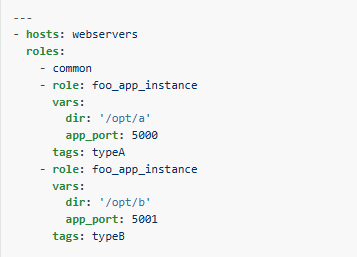 ---
- hosts: webservers
  roles:
    - common
    - role: foo_app_instance
      vars:
        dir: '/opt/a'
        app_port: 5000
      tags: typeA
    - role: foo_app_instance
      vars:
        dir: '/opt/b'
        app_port: 5001
      tags: typeB